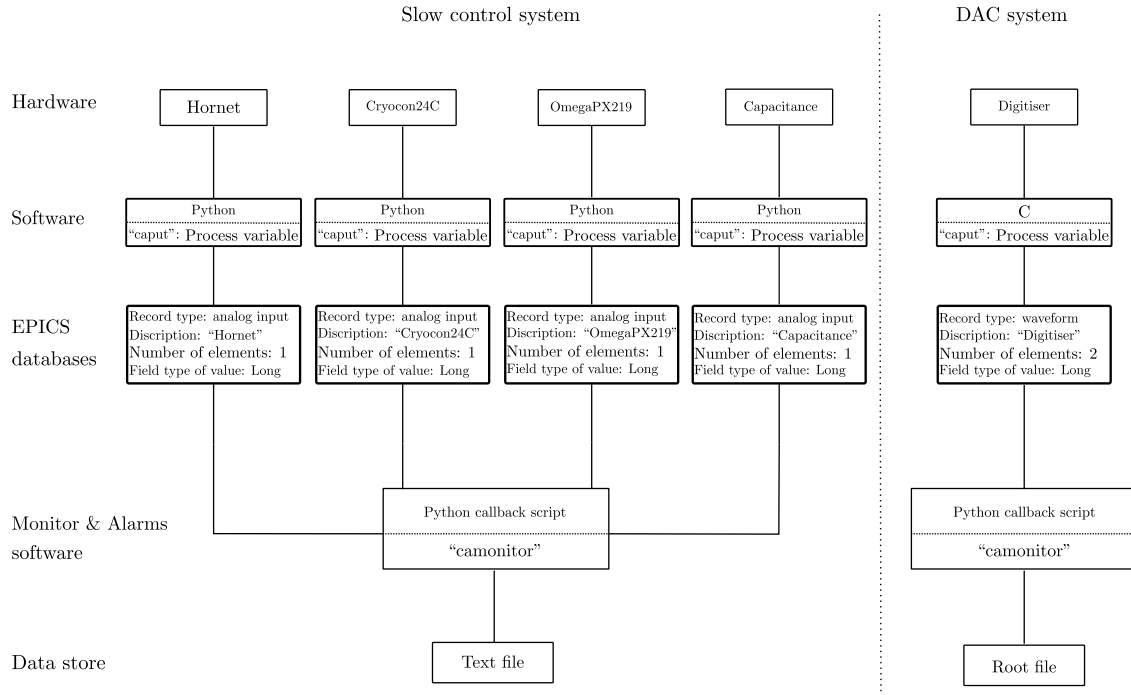 Slow control system
DAC system
Hardware
Hornet
Cryocon24C
OmegaPX219
Capacitance
Digitiser
Software
Python
“caput”: Process variable
Python
“caput”: Process variable
Python
“caput”: Process variable
Python
“caput”: Process variable
C
“caput”: Process variable
EPICS
databases
Record type: analog input
Discription: “Hornet”
Number of elements: 1
Field type of value: Long
Record type: analog input
Discription: “Cryocon24C”
Number of elements: 1
Field type of value: Long
Record type: analog input
Discription: “OmegaPX219”
Number of elements: 1
Field type of value: Long
Record type: analog input
Discription: “Capacitance”
Number of elements: 1
Field type of value: Long
Record type: waveform
Discription: “Digitiser”
Number of elements: 2
Field type of value: Long
Monitor & Alarms
software
Python callback script
“camonitor”
Python callback script
“camonitor”
Data store
Text file
Root file